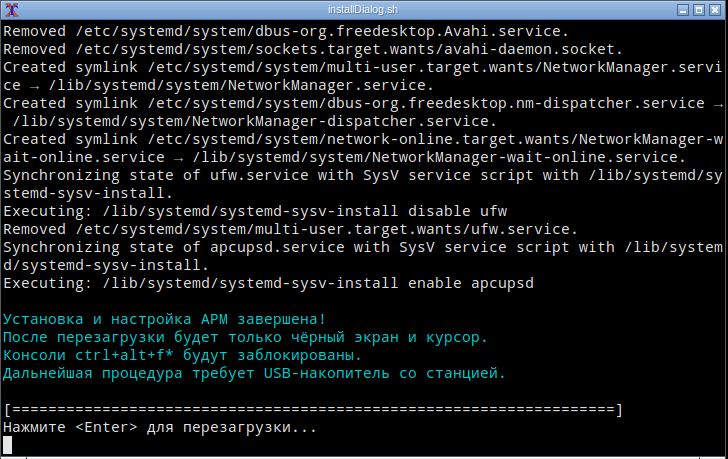 installDialog.sh
Removed /etc/systemd/system/dbus-org.freedesktop.Avahi.service.
Removed /etc/systemd/system/sockets.target.wants/avahi-daemon.socket.
Created symlink /etc/systemd/system/multi-user.target.wants/NetworkManager.servi
ce → /lib/systemd/system/NetworkManager.service.
Created symlink /etc/systemd/system/dbus-org.freedesktop.nm-dispatcher.service →
 /lib/systemd/system/NetworkManager-dispatcher.service.
Created symlink /etc/systemd/system/network-online.target.wants/NetworkManager-w
ait-online.service → /lib/systemd/system/NetworkManager-wait-online.service.
Synchronizing state of ufw.service with SysV service script with /lib/systemd/sy
stemd-sysv-install.
Executing: /lib/systemd/systemd-sysv-install disable ufw
Removed /etc/systemd/system/multi-user.target.wants/ufw.service.
Synchronizing state of apcupsd.service with SysV service script with /lib/system
d/systemd-sysv-install.
Executing: /lib/systemd/systemd-sysv-install enable apcupsd
Установка и настройка АРМ завершена!
После перезагрузки будет только чёрный экран и курсор.
Консоли ctrl+alt+f* будут заблокированы.
Дальнейшая процедура требует USB-накопитель со станцией.
[===================================================================]
Нажмите <Enter> для перезагрузки...